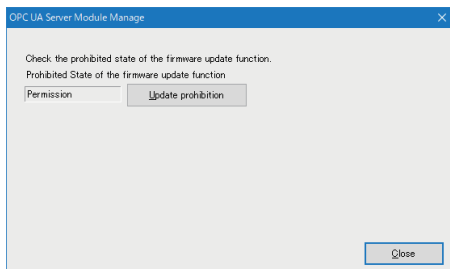 OPC UA Server Module Manage
Check the prohibited state of the firmware update function.
Prohibited State of the firmware update function
Permission
Update prohibition
Close